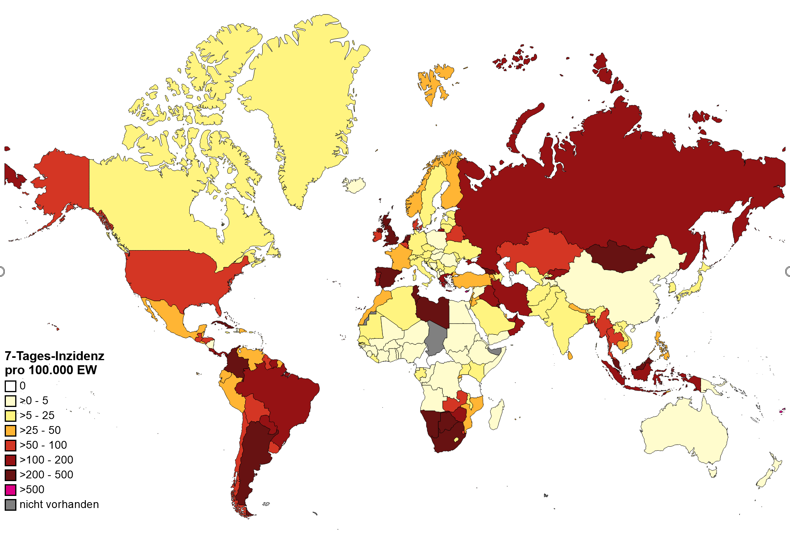 7-Tages-Inzidenz
pro 100.000 EW
0
>0 - 5
>5 - 25
>25 - 50
>50 - 100
>100 - 200
>200 - 500
>500
nicht vorhanden